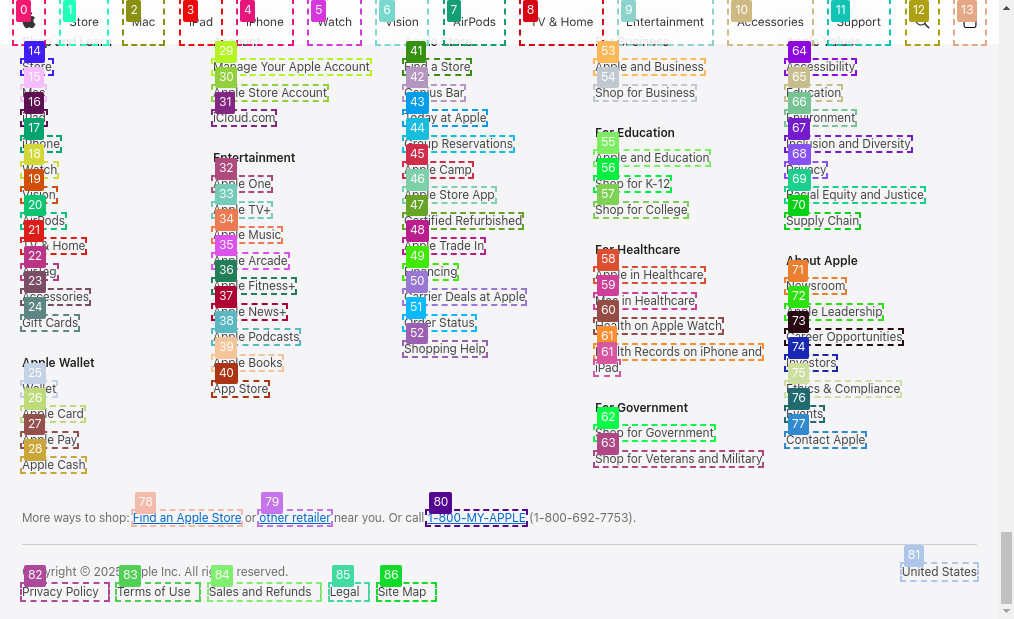 Store Mac iPad iPhone Watch Vision AirPods TV & Home Entertainment Accessories Support
0 1 2 3 4 5 6 7 8 9 10 11 12 13
14 Store
15 Mac
16 iPad
17 iPhone
18 Watch
19 Vision
20 AirPods
21 TV & Home
22 AirTag
23 Accessories
24 Gift Cards
Apple Wallet
25 Wallet
26 Apple Card
27 Apple Pay
28 Apple Cash
29 Manage Your Apple Account
30 Apple Store Account
31 iCloud.com
Entertainment
32 Apple One
33 Apple TV+
34 Apple Music
35 Apple Arcade
36 Apple Fitness+
37 Apple News+
38 Apple Podcasts
39 Apple Books
40 App Store
41 Find a Store
42 Genius Bar
43 Today at Apple
44 Group Reservations
45 Apple Camp
46 Apple Store App
47 Certified Refurbished
48 Apple Trade In
49 Financing
50 Carrier Deals at Apple
51 Order Status
52 Shopping Help
53 Apple and Business
54 Shop for Business
For Education
55 Apple and Education
56 Shop for K-12
57 Shop for College
For Healthcare
58 Apple in Healthcare
59 Mac in Healthcare
60 Health on Apple Watch
61 Health Records on iPhone and
61 iPad
For Government
62 Shop for Government
63 Shop for Veterans and Military
64 Accessibility
65 Education
66 Environment
67 Inclusion and Diversity
68 Privacy
69 Racial Equity and Justice
70 Supply Chain
About Apple
71 Newsroom
72 Apple Leadership
73 Career Opportunities
74 Investors
75 Ethics & Compliance
76 Events
77 Contact Apple
78 79 80
More ways to shop: Find an Apple Store or other retailer near you. Or call 1-800-MY-APPLE (1-800-692-7753).
81 United States
Copyright © 2025 Apple Inc. All rights reserved.
82 83 84 85 86
Privacy Policy Terms of Use Sales and Refunds Legal Site Map